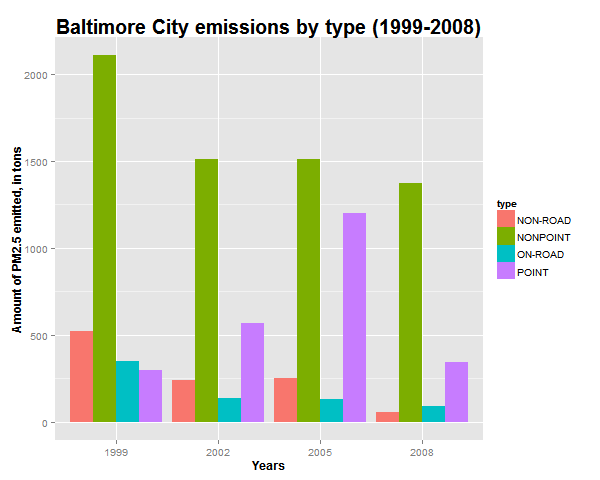 Baltimore City emissions by type (1999-2008)
Amount of PM2.5 emitted, in tons
2000
1500
1000
500
0
1999 2002 2005 2008
Years
type
NON-ROAD
NONPOINT
ON-ROAD
POINT